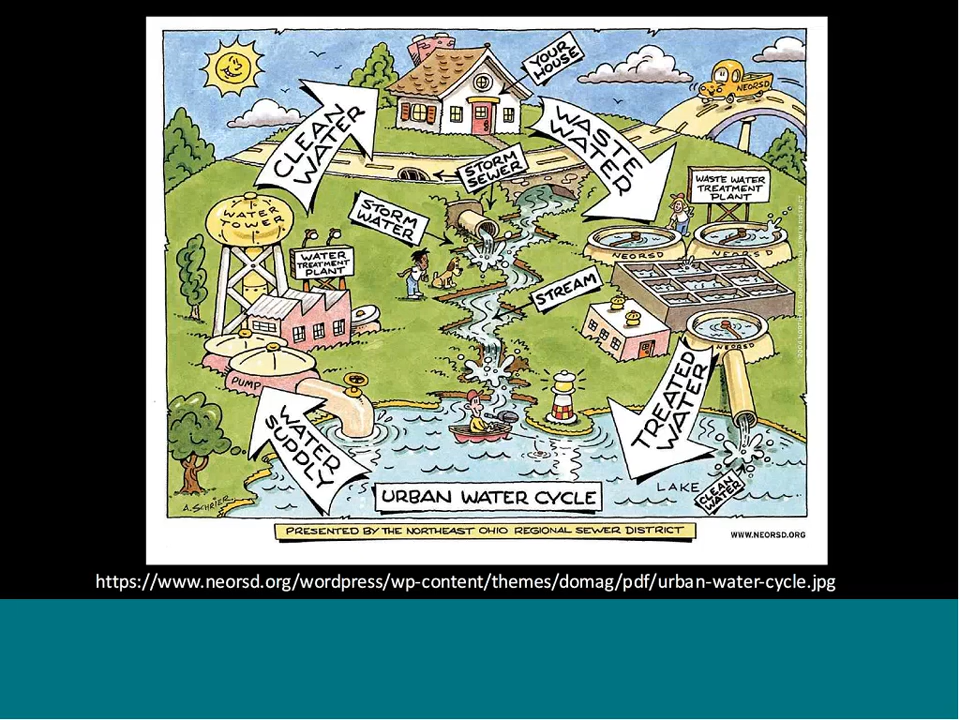 YOUR
HOUSE
NEORSD
CLEAN
WATER
WASTE
WATER
STORM
SEWER
WASTE WATER
TREATMENT
PLANT
STORM
WATER
WATER
TOWER
WATER
TREATMENT
PLANT
NEORSD
NEORSD
STREAM
NEORSD
PUMP
TREATED
WATER
WATER
SUPPLY
LAKE
CLEAN
WATER
A. SCHRIER
URBAN WATER CYCLE
PRESENTED BY THE NORTHEAST OHIO REGIONAL SEWER DISTRICT
WWW.NEORSD.ORG
https://www.neorsd.org/wordpress/wp-content/themes/domag/pdf/urban-water-cycle.jpg